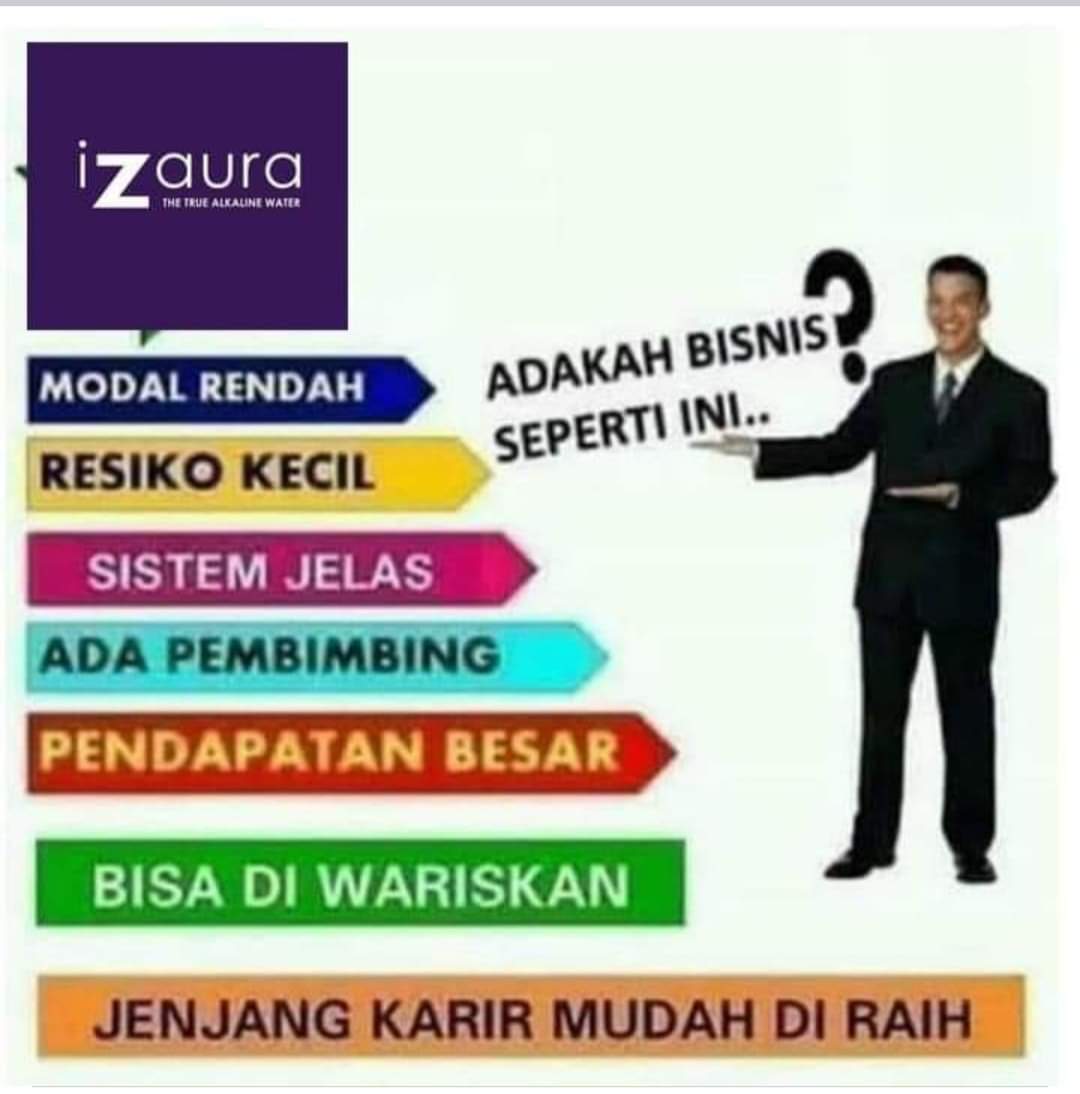 izaura
THE TRUE ALKALINE WATER
ADAKAH BISNIS
SEPERTI INI..?
MODAL RENDAH
RESIKO KECIL
SISTEM JELAS
ADA PEMBIMBING
PENDAPATAN BESAR
BISA DI WARISKAN
JENJANG KARIR MUDAH DI RAIH